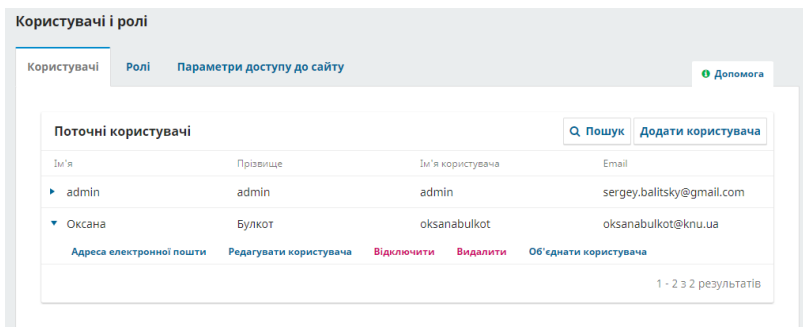 Користувачі і ролі
Користувачі Ролі Параметри доступу до сайту
Допомога
Поточні користувачі Пошук Додати користувача
Ім'я Прізвище Ім'я користувача Email
admin admin admin sergey.balitsky@gmail.com
Оксана Булкот oksanabulkot oksanabulkot@knu.ua
Адреса електронної пошти Редагувати користувача Відключити Видалити Об'єднати користувача
1 - 2 з 2 результатів